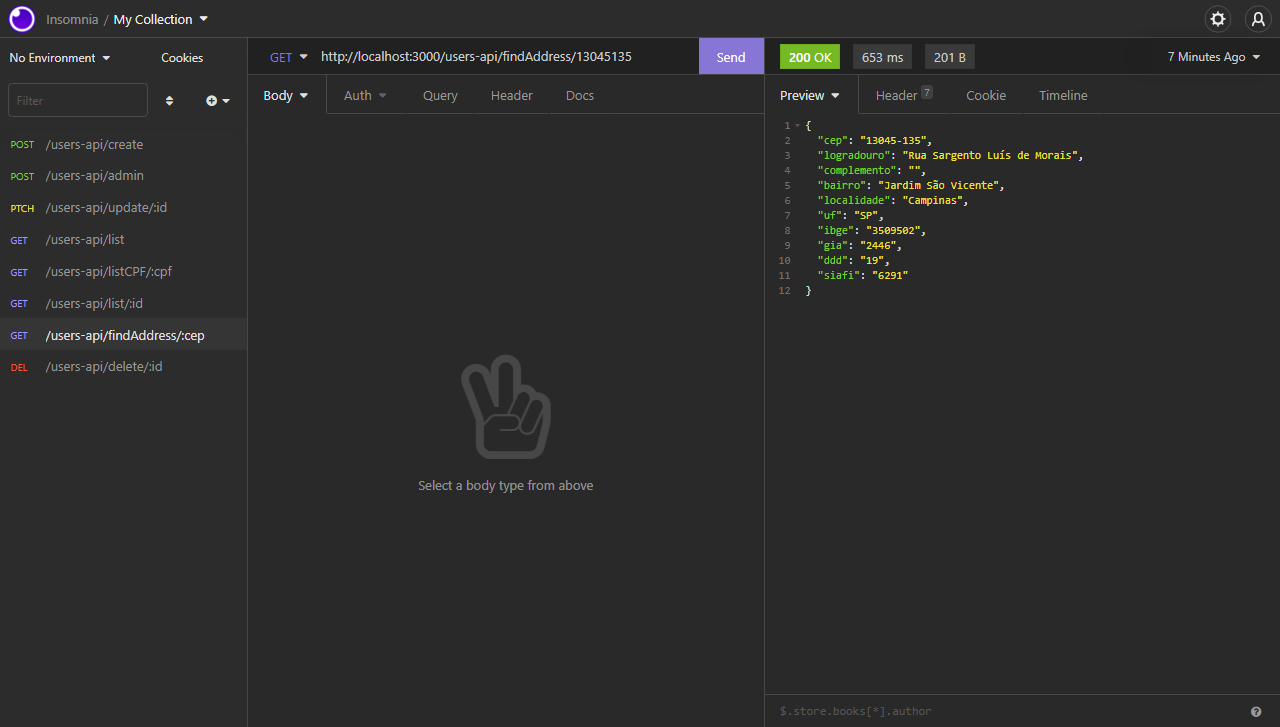 Insomnia / My Collection
No Environment
Cookies
Filter
POST /users-api/create
POST /users-api/admin
PTCH /users-api/update/:id
GET /users-api/list
GET /users-api/listCPF/:cpf
GET /users-api/list/:id
GET /users-api/findAddress/:cep
DEL /users-api/delete/:id
GET http://localhost:3000/users-api/findAddress/13045135 Send
Body Auth Query Header Docs
Select a body type from above
200 OK 653 ms 201 B 7 Minutes Ago
Preview Header 7 Cookie Timeline
1 {
2 "cep": "13045-135",
3 "logradouro": "Rua Sargento Luís de Morais",
4 "complemento": "",
5 "bairro": "Jardim São Vicente",
6 "localidade": "Campinas",
7 "uf": "SP",
8 "ibge": "3509502",
9 "gia": "2446",
10 "ddd": "19",
11 "siafi": "6291"
12 }
$.store.books[*].author